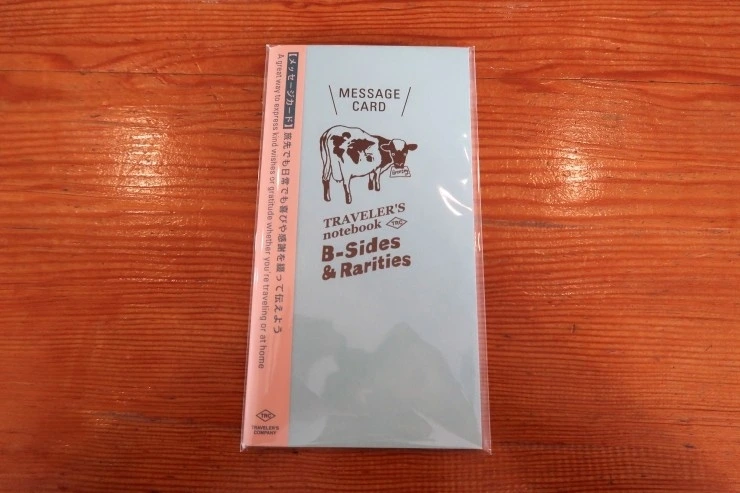 MESSAGE
CARD
TRAVELER'S
notebook TRC
B-Sides
& Rarities
【メッセージカード】旅先でも日常でも喜びや感謝を綴って伝えよう
A great way to express kind wishes or gratitude whether you're traveling or at home
TRC
TRAVELER'S
COMPANY